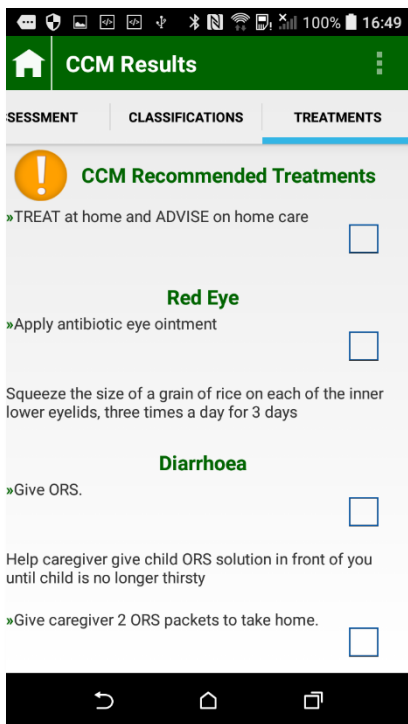 100% 16:49
CCM Results
SESSMENT CLASSIFICATIONS TREATMENTS
CCM Recommended Treatments
»TREAT at home and ADVISE on home care
Red Eye
»Apply antibiotic eye ointment
Squeeze the size of a grain of rice on each of the inner
lower eyelids, three times a day for 3 days
Diarrhoea
»Give ORS.
Help caregiver give child ORS solution in front of you
until child is no longer thirsty
»Give caregiver 2 ORS packets to take home.